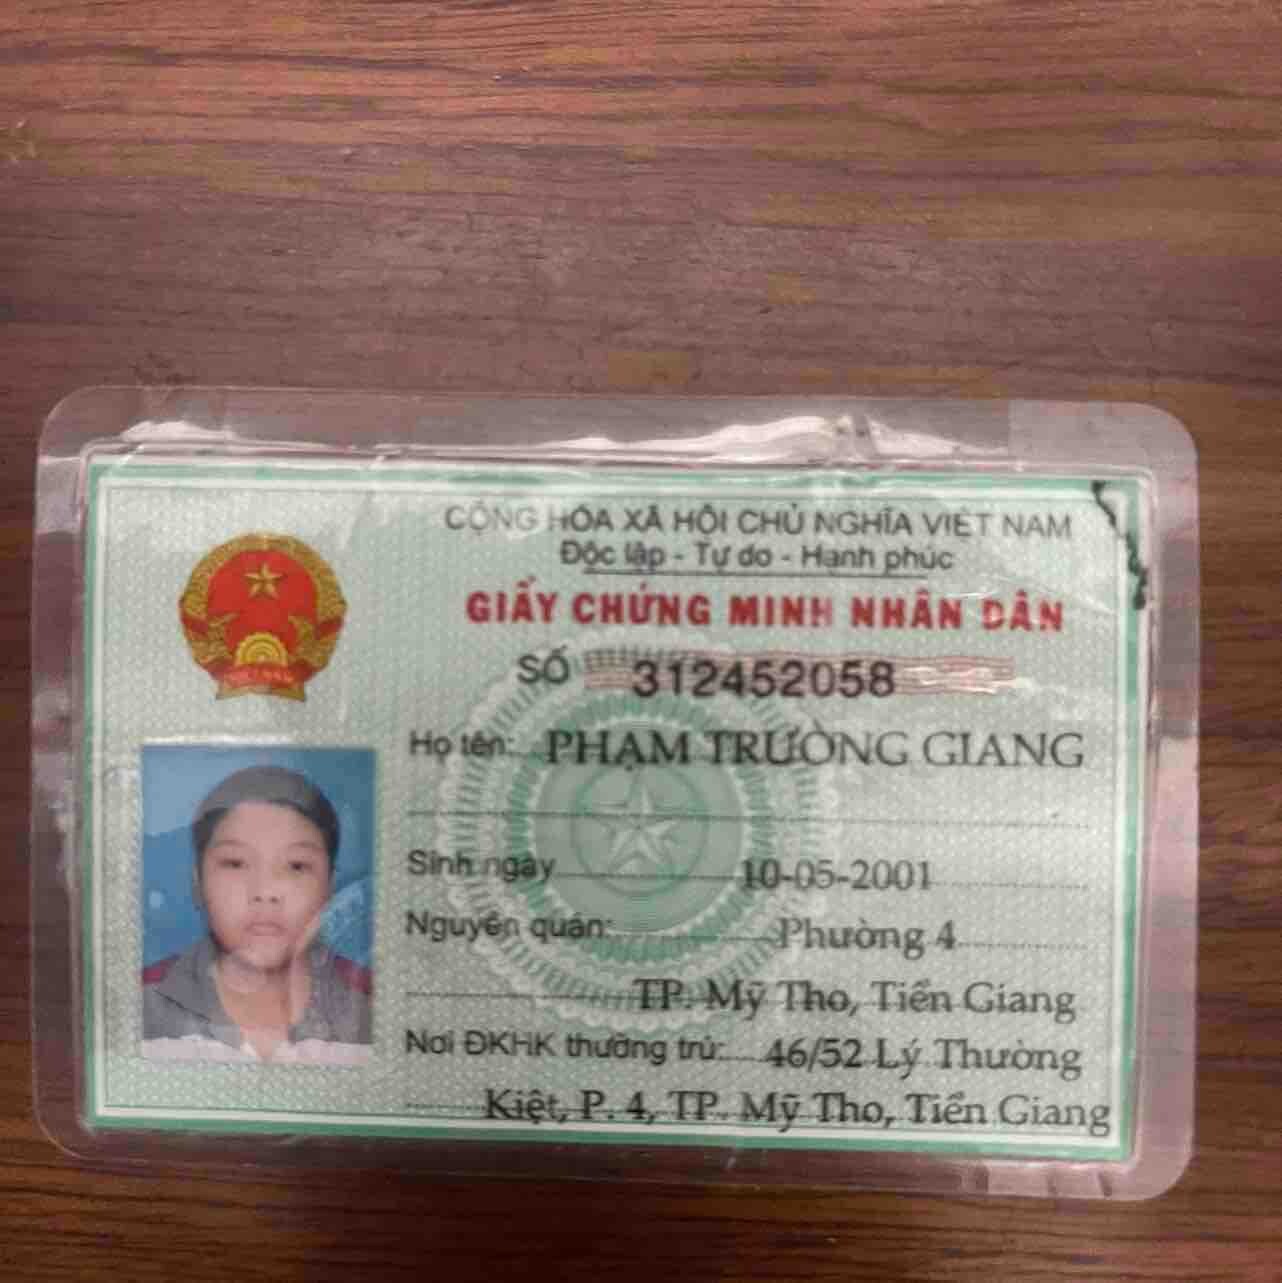 CỘNG HÒA XÃ HỘI CHỦ NGHĨA VIỆT NAM
Độc lập - Tự do - Hạnh phúc
GIẤY CHỨNG MINH NHÂN DÂN
SỐ 312452058
Họ tên: PHẠM TRƯỜNG GIANG
Sinh ngày 10-05-2001
Nguyên quán: Phường 4
TP. Mỹ Tho, Tiền Giang
Nơi ĐKHK thường trú: 46/52 Lý Thường
Kiệt, P. 4, TP. Mỹ Tho, Tiền Giang